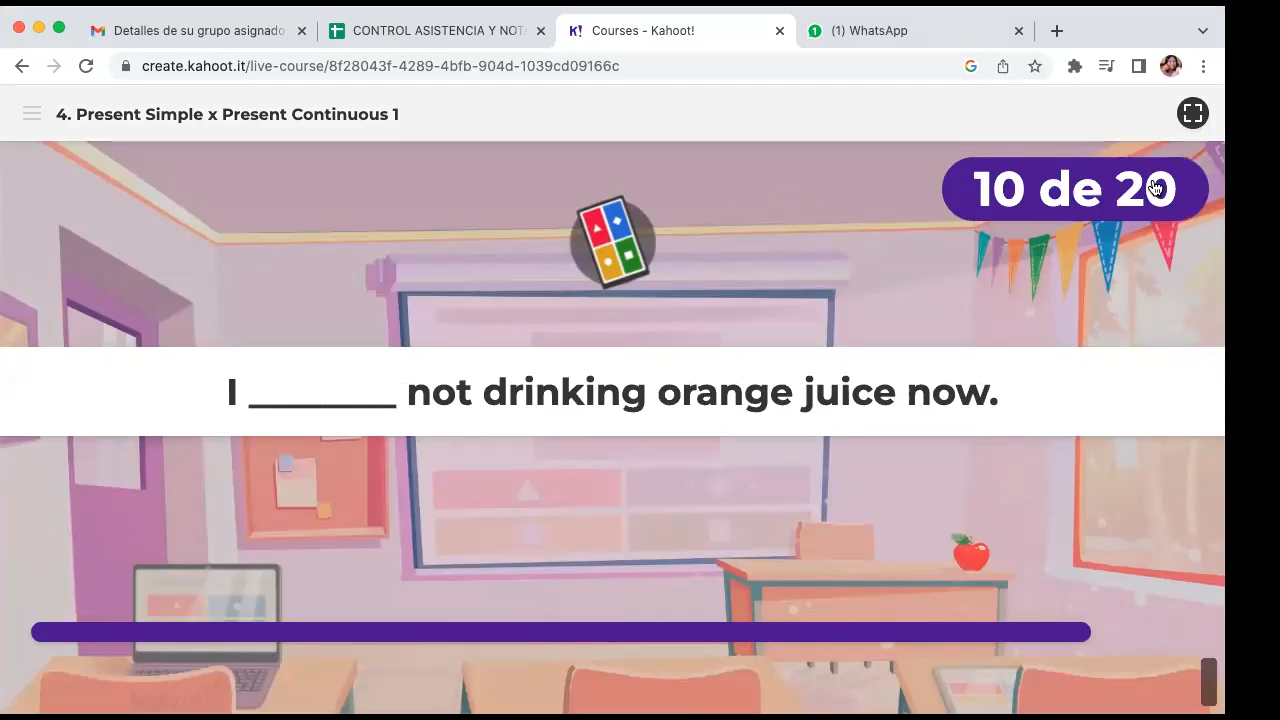 Detalles de su grupo asignado
CONTROL ASISTENCIA Y NOT
K! Courses - Kahoot!
1 (1) WhatsApp
create.kahoot.it/live-course/8f28043f-4289-4bfb-904d-1039cd09166c
4. Present Simple x Present Continuous 1
10 de 20
I ________ not drinking orange juice now.